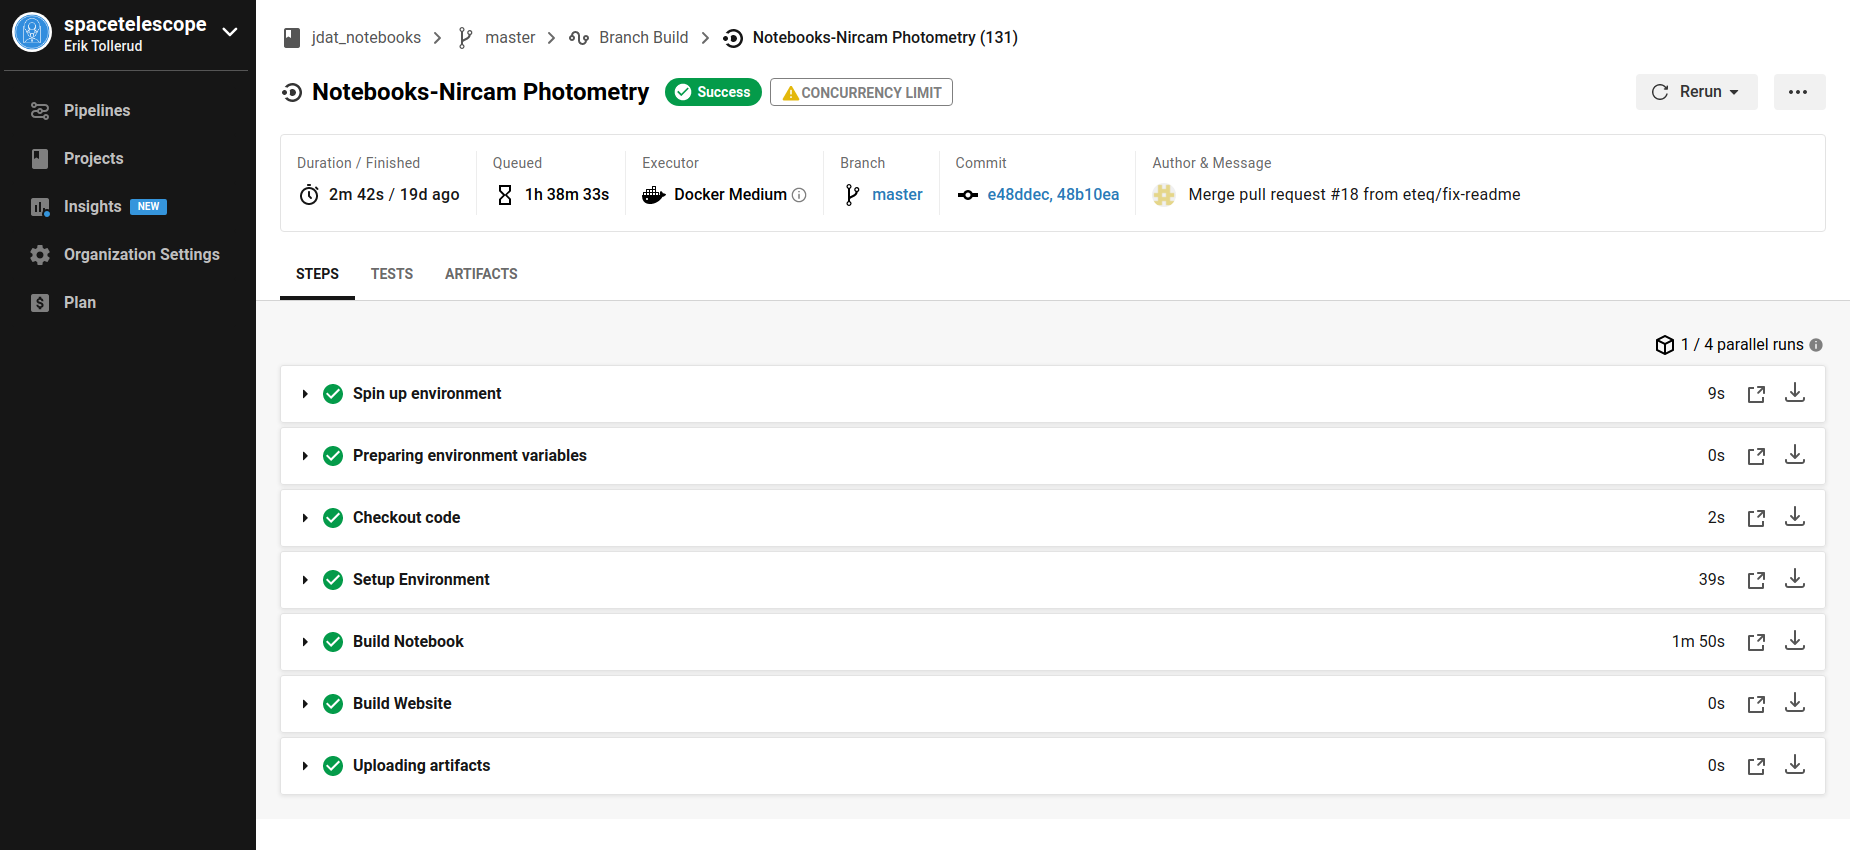 spacetelescope
Erik Tollerud
Pipelines
Projects
Insights NEW
Organization Settings
Plan
jdat_notebooks > master > Branch Build > Notebooks-Nircam Photometry (131)
Notebooks-Nircam Photometry Success CONCURRENCY LIMIT
Rerun
Duration / Finished
2m 42s / 19d ago
Queued
1h 38m 33s
Executor
Docker Medium
Branch
master
Commit
e48ddec, 48b10ea
Author & Message
Merge pull request #18 from eteq/fix-readme
STEPS TESTS ARTIFACTS
1 / 4 parallel runs
Spin up environment 9s
Preparing environment variables 0s
Checkout code 2s
Setup Environment 39s
Build Notebook 1m 50s
Build Website 0s
Uploading artifacts 0s